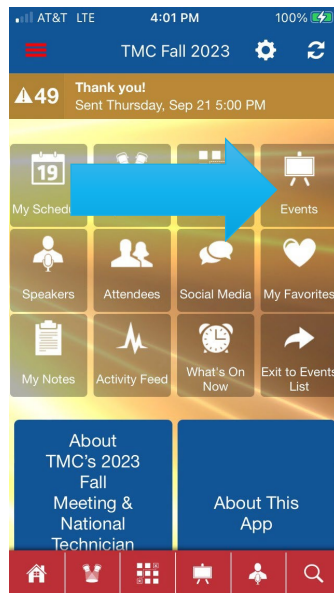 AT&T LTE 4:01 PM 100%
TMC Fall 2023
49 Thank you!
Sent Thursday, Sep 21 5:00 PM
19
My Sched
Events
Speakers Attendees Social Media My Favorites
My Notes Activity Feed What's On Now Exit to Events List
About
TMC's 2023
Fall
Meeting &
National
Technician
About This
App